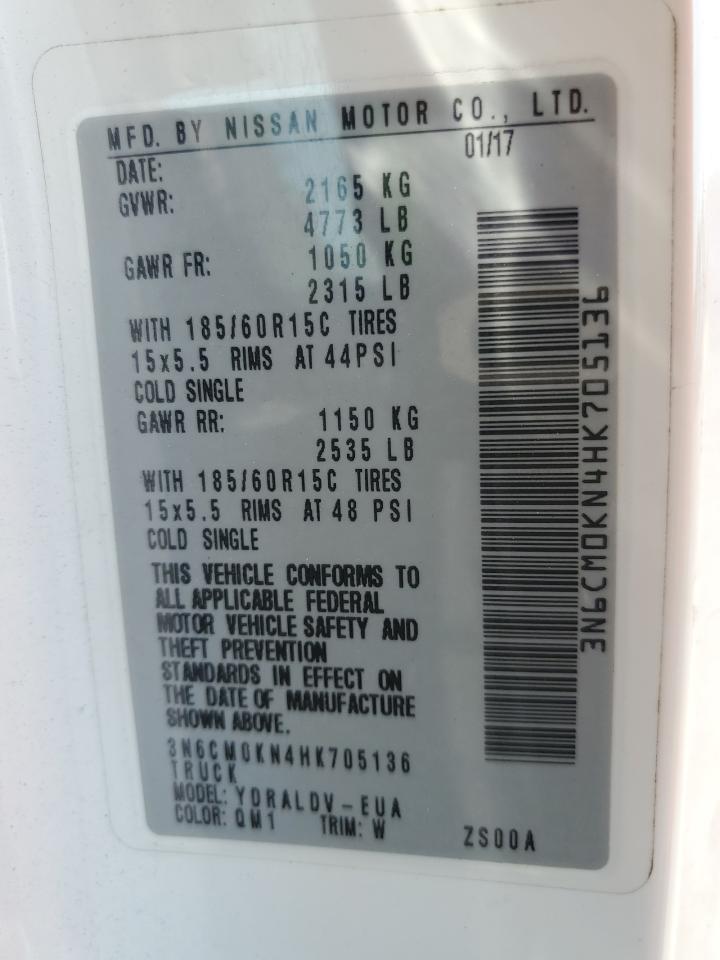 MFD. BY NISSAN MOTOR CO., LTD.
DATE: 01/17
GVWR: 2165 KG
4773 LB
GAWR FR: 1050 KG
2315 LB
WITH 185/60R15C TIRES
15x5.5 RIMS AT 44PSI
COLD SINGLE
GAWR RR: 1150 KG
2535 LB
WITH 185/60R15C TIRES
15x5.5 RIMS AT 48 PSI
COLD SINGLE
THIS VEHICLE CONFORMS TO
ALL APPLICABLE FEDERAL
MOTOR VEHICLE SAFETY AND
THEFT PREVENTION
STANDARDS IN EFFECT ON
THE DATE OF MANUFACTURE
SHOWN ABOVE.
3N6CM0KN4HK705136
TRUCK
MODEL: YDRALDV-EUA
COLOR: QM1 TRIM: W ZS00A
3N6CM0KN4HK705136